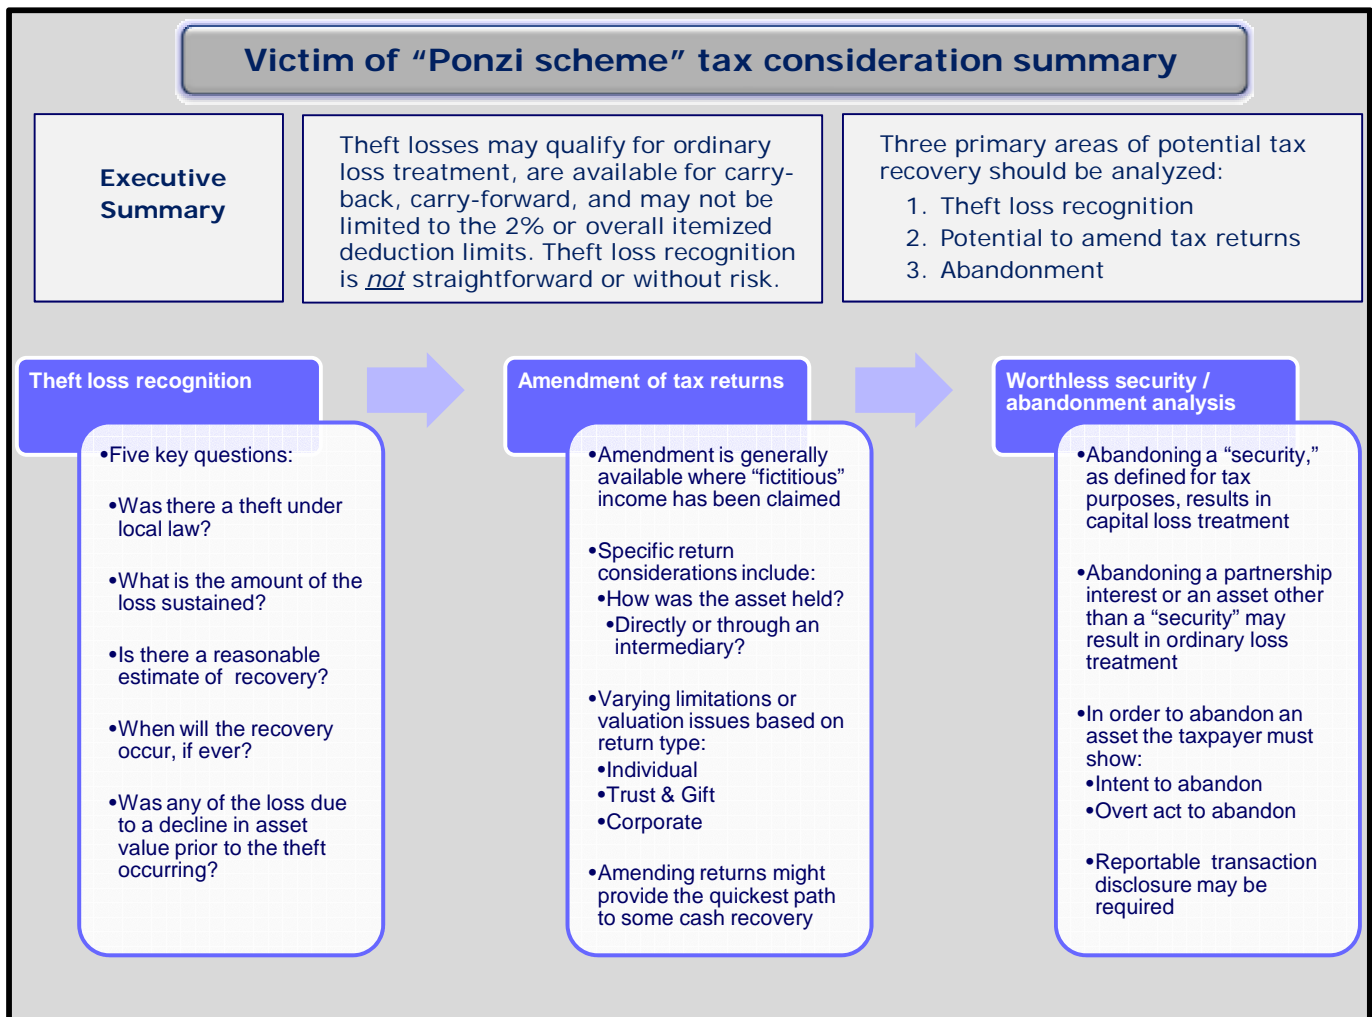 Victim of “Ponzi scheme” tax consideration summary
Executive
Summary
Theft losses may qualify for ordinary
loss treatment, are available for carry-
back, carry-forward, and may not be
limited to the 2% or overall itemized
deduction limits. Theft loss recognition
is not straightforward or without risk.
Three primary areas of potential tax
recovery should be analyzed:
1. Theft loss recognition
2. Potential to amend tax returns
3. Abandonment
Theft loss recognition
•Five key questions:
•Was there a theft under
local law?
•What is the amount of the
loss sustained?
•Is there a reasonable
estimate of recovery?
•When will the recovery
occur, if ever?
•Was any of the loss due
to a decline in asset
value prior to the theft
occurring?
Amendment of tax returns
•Amendment is generally
available where “fictitious”
income has been claimed
•Specific return
considerations include:
•How was the asset held?
•Directly or through an
intermediary?
•Varying limitations or
valuation issues based on
return type:
•Individual
•Trust & Gift
•Corporate
•Amending returns might
provide the quickest path
to some cash recovery
Worthless security /
abandonment analysis
•Abandoning a “security,”
as defined for tax
purposes, results in
capital loss treatment
•Abandoning a partnership
interest or an asset other
than a “security” may
result in ordinary loss
treatment
•In order to abandon an
asset the taxpayer must
show:
•Intent to abandon
•Overt act to abandon
•Reportable transaction
disclosure may be
required